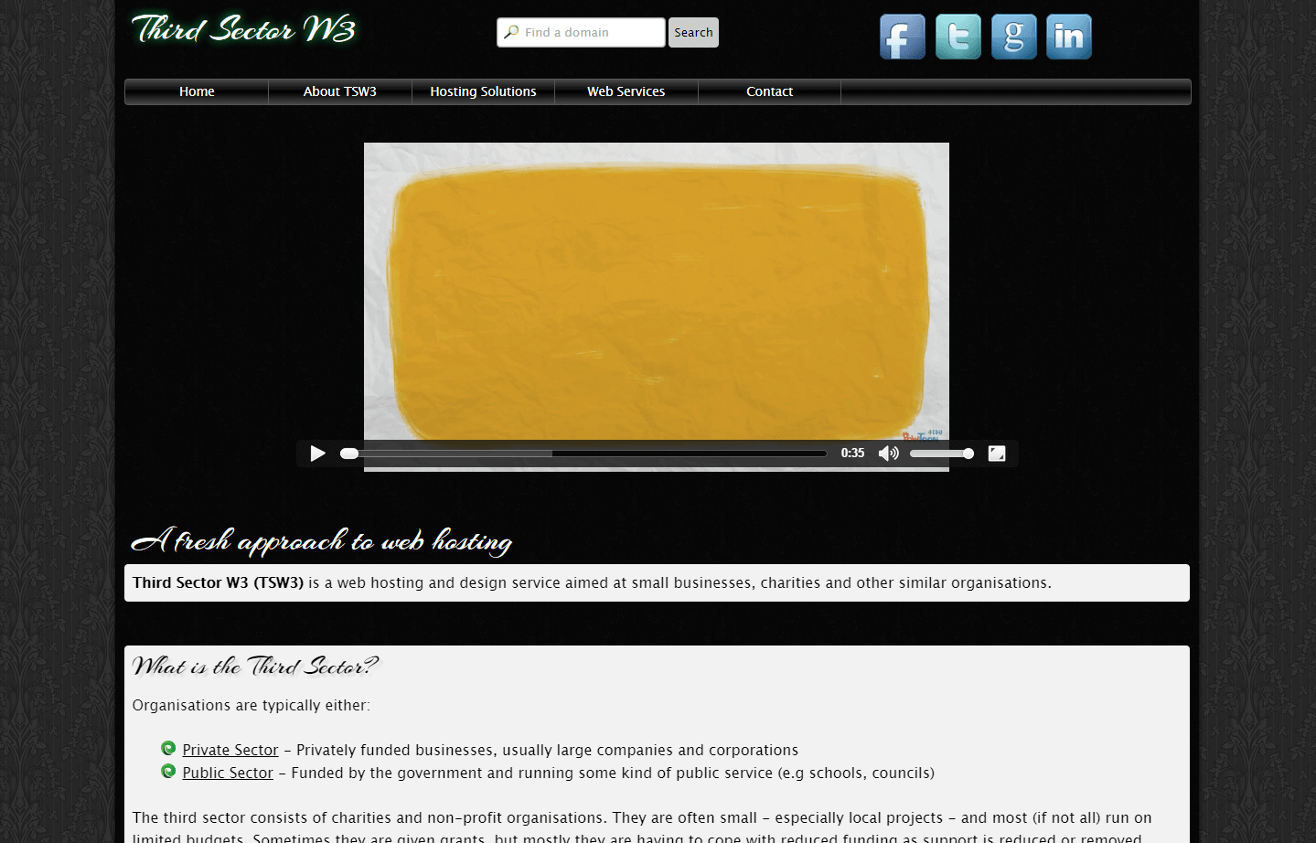 Third Sector W3
Find a domain
Search
Home
About TSW3
Hosting Solutions
Web Services
Contact
0:35
A fresh approach to web hosting
Third Sector W3 (TSW3) is a web hosting and design service aimed at small businesses, charities and other similar organisations.
What is the Third Sector?
Organisations are typically either:
Private Sector – Privately funded businesses, usually large companies and corporations
Public Sector – Funded by the government and running some kind of public service (e.g schools, councils)
The third sector consists of charities and non-profit organisations. They are often small – especially local projects – and most (if not all) run on
limited budgets. Sometimes they are given grants, but mostly they are having to cope with reduced funding as support is reduced or removed.